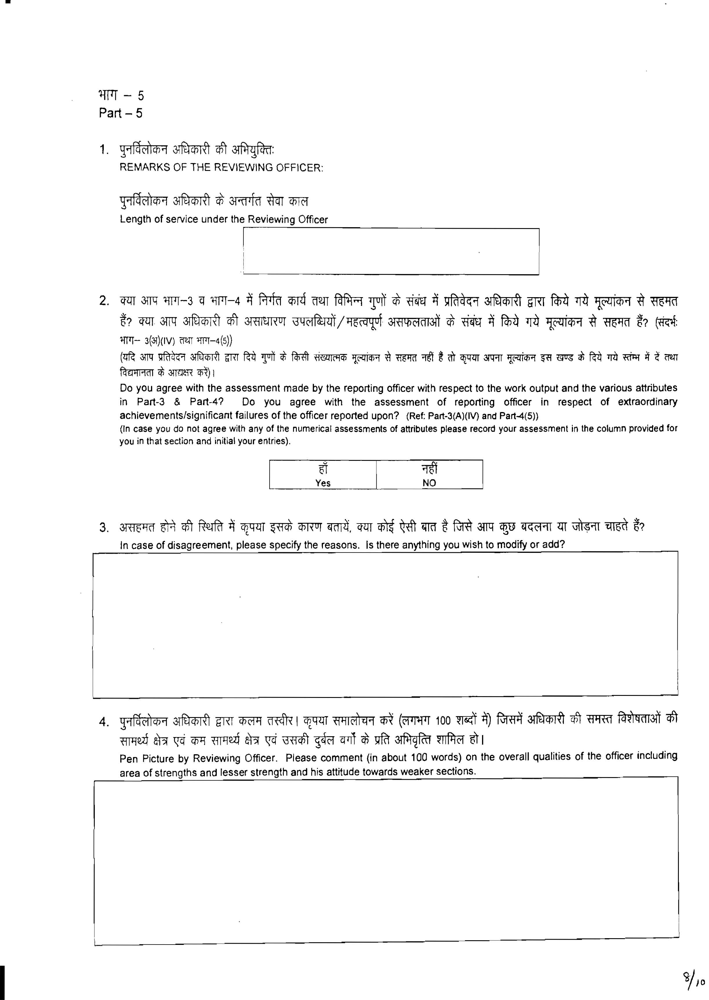 भाग – 5
Part – 5
1. पुनर्विलोकन अधिकारी की अभियुक्ति:
REMARKS OF THE REVIEWING OFFICER:
पुनर्विलोकन अधिकारी के अन्तर्गत सेवा काल
Length of service under the Reviewing Officer
2. क्या आप भाग–3 व भाग–4 में निर्गत कार्य तथा विभिन्न गुणों के संबंध में प्रतिवेदन अधिकारी द्वारा किये गये मूल्यांकन से सहमत
हैं? क्या आप अधिकारी की असाधारण उपलब्धियों/महत्वपूर्ण असफलताओं के संबंध में किये गये मूल्यांकन से सहमत हैं? (संदर्भ:
भाग– 3(अ)(IV) तथा भाग–4(5))
(यदि आप प्रतिवेदन अधिकारी द्वारा दिये गुणों के किसी संख्यात्मक मूल्यांकन से सहमत नहीं हैं तो कृपया अपना मूल्यांकन इस खण्ड के दिये गये स्तंम्भ में दें तथा
विद्यमानता के आद्यक्षर करें)।
Do you agree with the assessment made by the reporting officer with respect to the work output and the various attributes
in Part-3 & Part-4? Do you agree with the assessment of reporting officer in respect of extraordinary
achievements/significant failures of the officer reported upon? (Ref: Part-3(A)(IV) and Part-4(5))
(In case you do not agree with any of the numerical assessments of attributes please record your assessment in the column provided for
you in that section and initial your entries).
हाँ नहीं
Yes NO
3. असहमत होने की स्थिति में कृपया इसके कारण बतायें, क्या कोई ऐसी बात है जिसे आप कुछ बदलना या जोड़ना चाहते हैं?
In case of disagreement, please specify the reasons. Is there anything you wish to modify or add?
4. पुनर्विलोकन अधिकारी द्वारा कलम तस्वीर। कृपया समालोचन करें (लगभग 100 शब्दों में) जिसमें अधिकारी की समस्त विशेषताओं की
सामर्थ्य क्षेत्र एवं कम सामर्थ्य क्षेत्र एवं उसकी दुर्बल वर्गों के प्रति अभिवृत्ति शामिल हो।
Pen Picture by Reviewing Officer. Please comment (in about 100 words) on the overall qualities of the officer including
area of strengths and lesser strength and his attitude towards weaker sections.
8/10